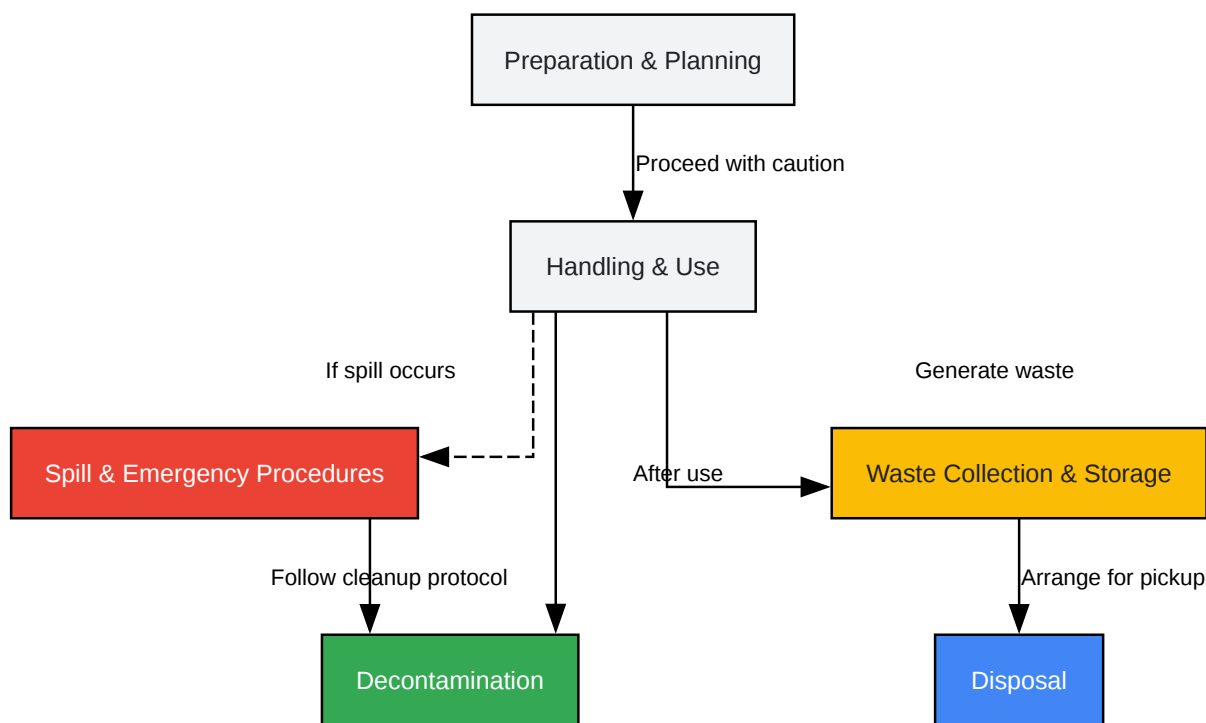 Preparation & Planning
Proceed with caution
Handling & Use
If spill occurs
Generate waste
Spill & Emergency Procedures
After use
Waste Collection & Storage
Follow cleanup protocol
Arrange for pickup
Decontamination
Disposal